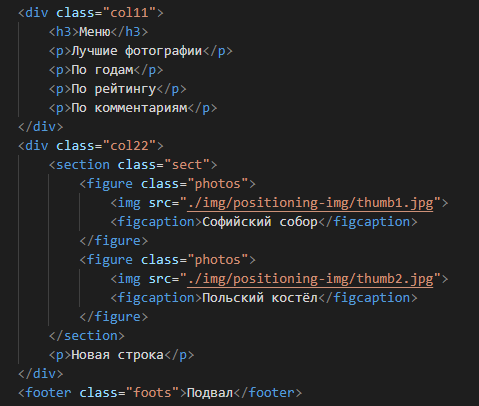 <div class="col11">
<h3>Меню</h3>
<p>Лучшие фотографии</p>
<p>По годам</p>
<p>По рейтингу</p>
<p>По комментариям</p>
</div>
<div class="col22">
<section class="sect">
<figure class="photos">
<img src="./img/positioning-img/thumb1.jpg">
<figcaption>Софийский собор</figcaption>
</figure>
<figure class="photos">
<img src="./img/positioning-img/thumb2.jpg">
<figcaption>Польский костёл</figcaption>
</figure>
</section>
<p>Новая строка</p>
</div>
<footer class="foots">Подвал</footer>